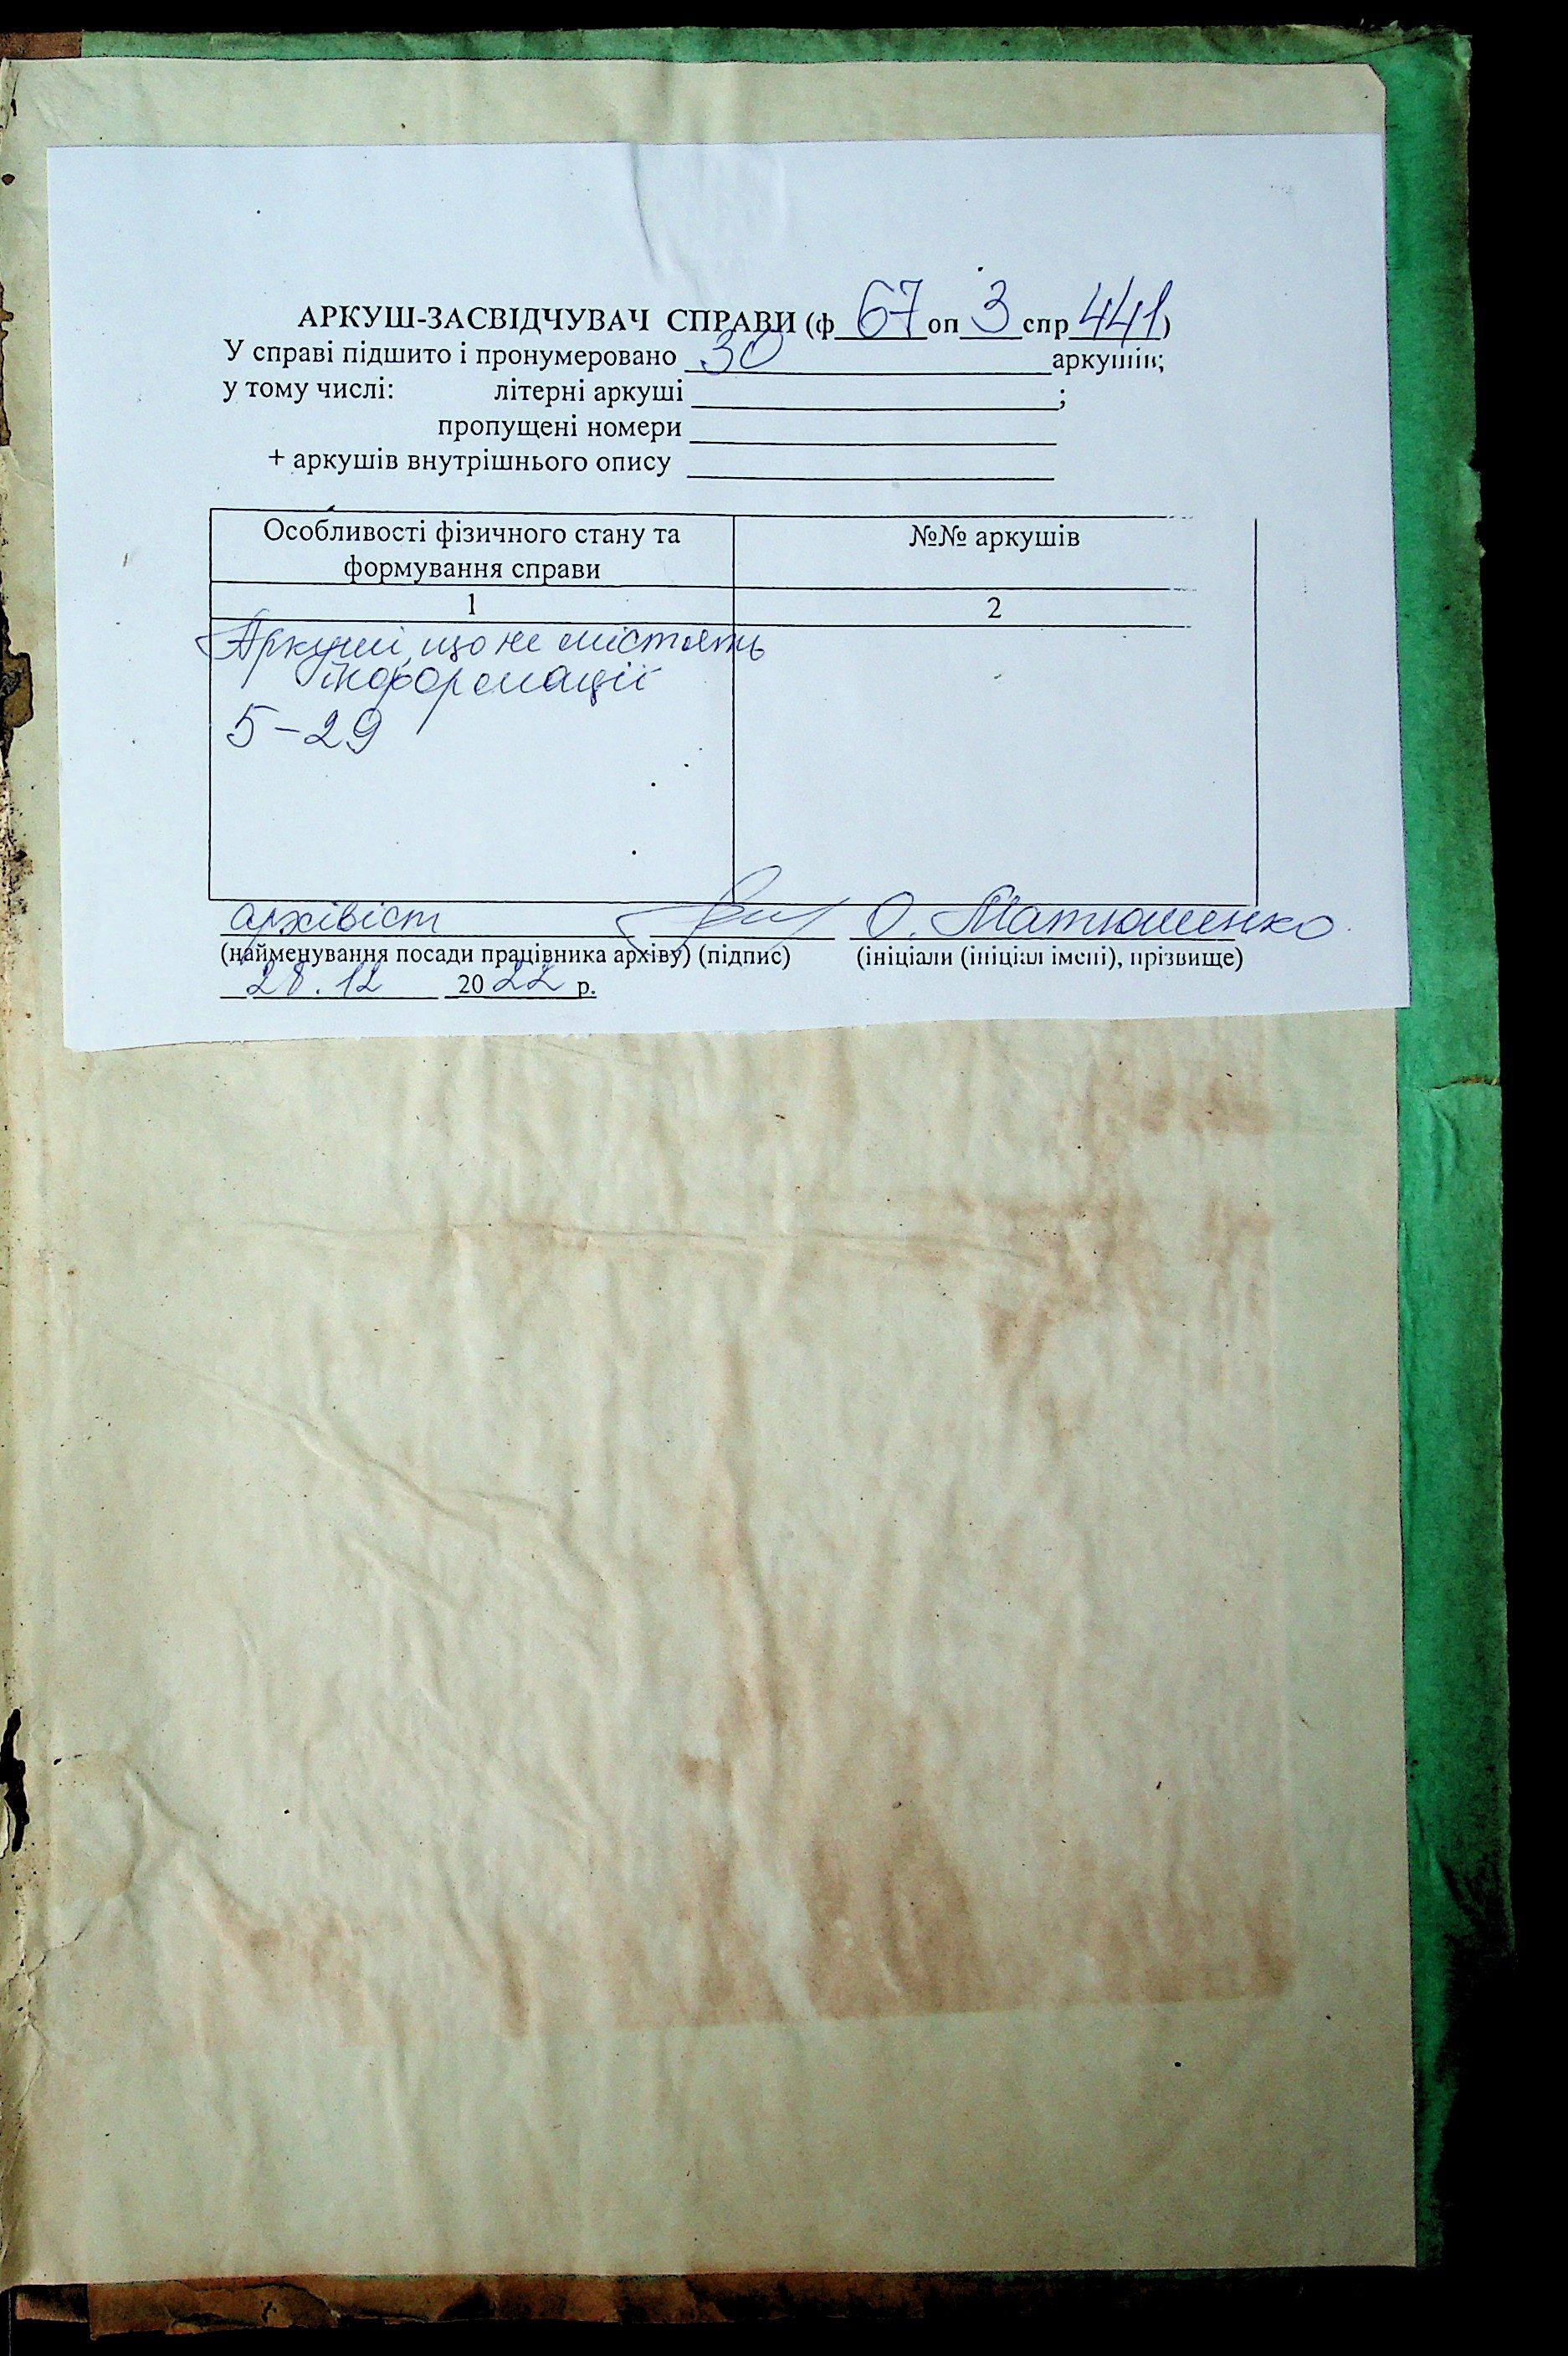 АРКУШ-ЗАСВІДЧУВАЧ СПРАВИ (ф 67 оп 3 спр 441)
У справі підшито і пронумеровано 30 аркушів;
у тому числі: літерні аркуші ;
пропущені номери
+ аркушів внутрішнього опису
Особливості фізичного стану та формування справи №№ аркушів
1 2
Аркуші, що не містять
інформації
5-29
архівіст О. Матюшенко
(найменування посади працівника архіву) (підпис) (ініціали (ініціал імені), прізвище)
28.12 2022 р.